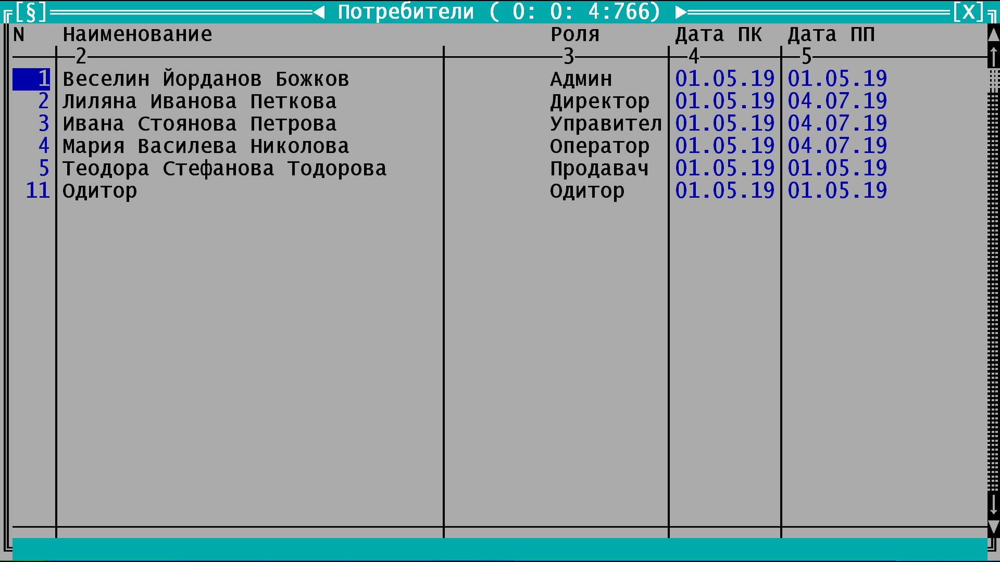 [§] ◄ Потребители ( 0: 0: 4:766) ► [X]
N Наименование Роля Дата ПК Дата ПП
2 3 4 5
1 Веселин Йорданов Божков Админ 01.05.19 01.05.19
2 Лиляна Иванова Петкова Директор 01.05.19 04.07.19
3 Ивана Стоянова Петрова Управител 01.05.19 04.07.19
4 Мария Василева Николова Оператор 01.05.19 04.07.19
5 Теодора Стефанова Тодорова Продавач 01.05.19 01.05.19
11 Одитор Одитор 01.05.19 01.05.19